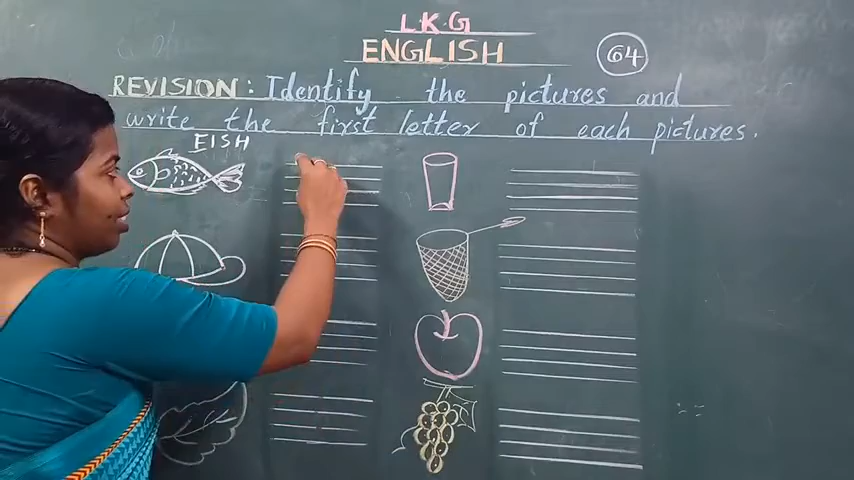 LKG
ENGLISH
64
REVISION: Identify the pictures and
write the first letter of each pictures.
FISH